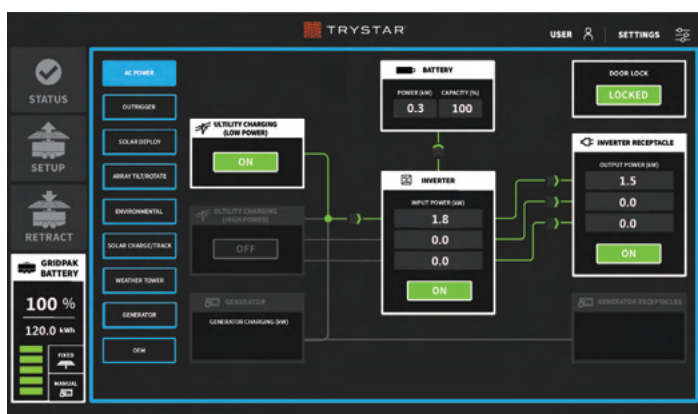 TRYSTAR
USER
SETTINGS
STATUS
SETUP
RETRACT
GRIDPAK
BATTERY
100 %
120.0 kWh
FIXED
MANUAL
AC POWER
OUTRIGGER
SOLAR DEPLOY
ARRAY TILT/ROTATE
ENVIRONMENTAL
SOLAR CHARGE/TRACK
WEATHER TOWER
GENERATOR
OEM
ULTILITY CHARGING
(LOW POWER)
ON
ULTILITY CHARGING
(HIGH POWER)
OFF
GENERATOR
GENERATOR CHARGING (kW)
BATTERY
POWER (kW) CAPACITY (%)
0.3 100
INVERTER
INPUT POWER (kW)
1.8
0.0
0.0
ON
DOOR LOCK
LOCKED
INVERTER RECEPTACLE
OUTPUT POWER (kW)
1.5
0.0
0.0
ON
GENERATOR RECEPTACLES